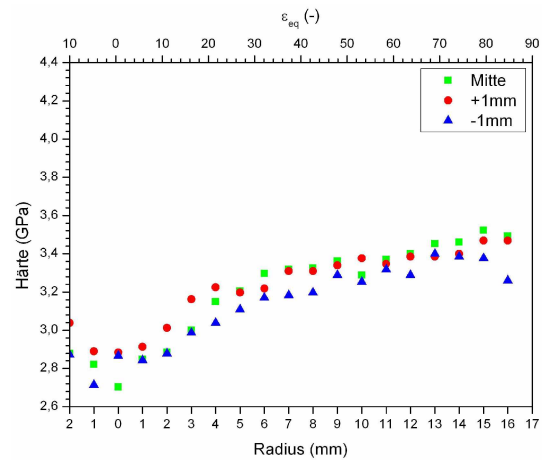 ε_eq (-)
10 0 10 20 30 40 50 60 70 80 90
4,4
4,2
4,0
3,8
3,6
3,4
3,2
3,0
2,8
2,6
Härte (GPa)
Mitte
+1mm
-1mm
2 1 0 1 2 3 4 5 6 7 8 9 10 11 12 13 14 15 16 17
Radius (mm)